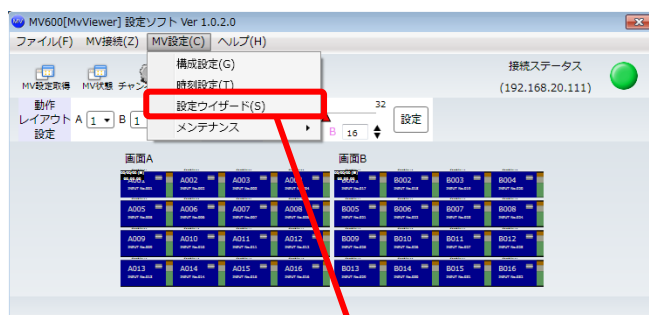 MV MV600[MvViewer] 設定ソフト Ver 1.0.2.0
ファイル(F) MV接続(Z) MV設定(C) ヘルプ(H)
構成設定(G)
時刻設定(T)
設定ウイザード(S)
メンテナンス
MV設定取得 MV状態 チャン
接続ステータス
(192.168.20.111)
動作
レイアウト
設定
A 1 B 1
32
B 16
設定
画面A 画面B
A002 A003 B002 B003 B004
A005 A006 A007 A008 B005 B006 B007 B008
A009 A010 A011 A012 B009 B010 B011 B012
A013 A014 A015 A016 B013 B014 B015 B016